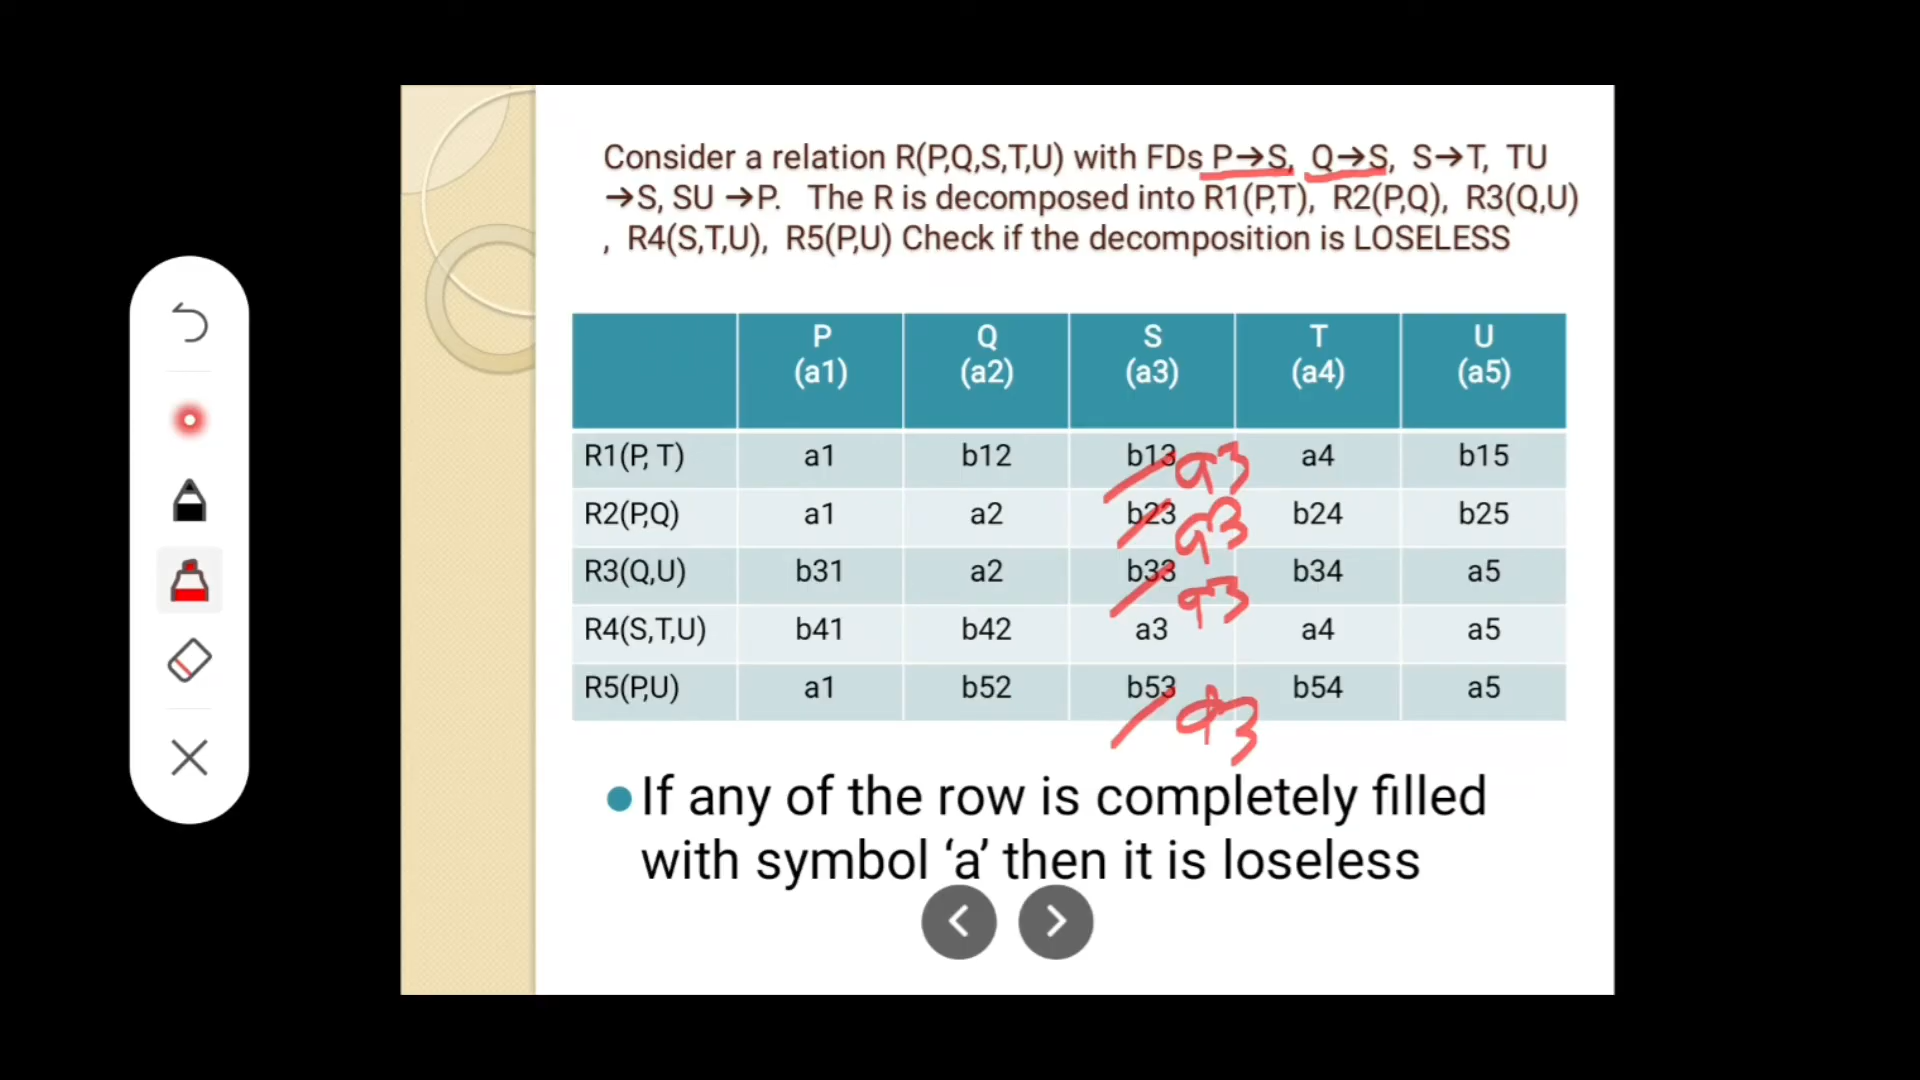 Consider a relation R(P,Q,S,T,U) with FDs P→S, Q→S, S→T, TU
→S, SU →P. The R is decomposed into R1(P,T), R2(P,Q), R3(Q,U)
, R4(S,T,U), R5(P,U) Check if the decomposition is LOSELESS
P Q S T U
(a1) (a2) (a3) (a4) (a5)
R1(P, T) a1 b12 b13 a3 a4 b15
R2(P,Q) a1 a2 b23 a3 b24 b25
R3(Q,U) b31 a2 b33 a3 b34 a5
R4(S,T,U) b41 b42 a3 a4 a5
R5(P,U) a1 b52 b53 a3 b54 a5
If any of the row is completely filled
with symbol ‘a’ then it is loseless